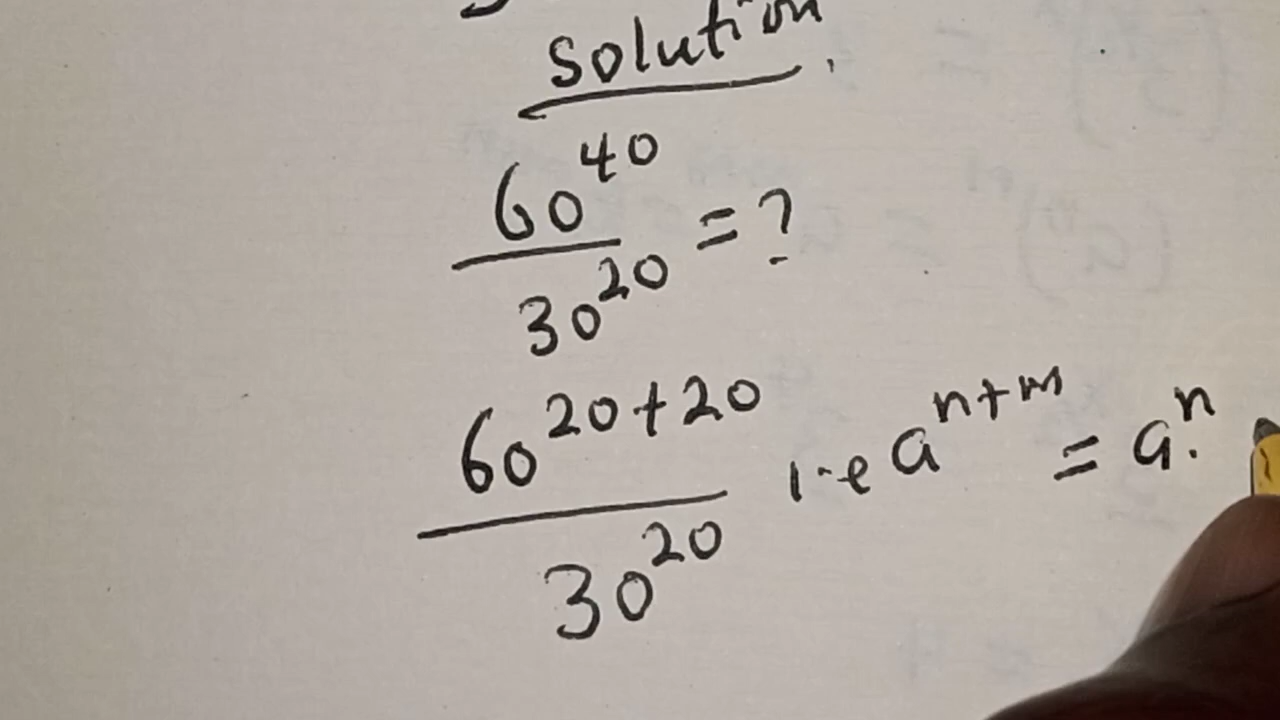 Solution
60^40 / 30^20 = ?
60^20+20 / 30^20 i.e a^n+m = a^n.